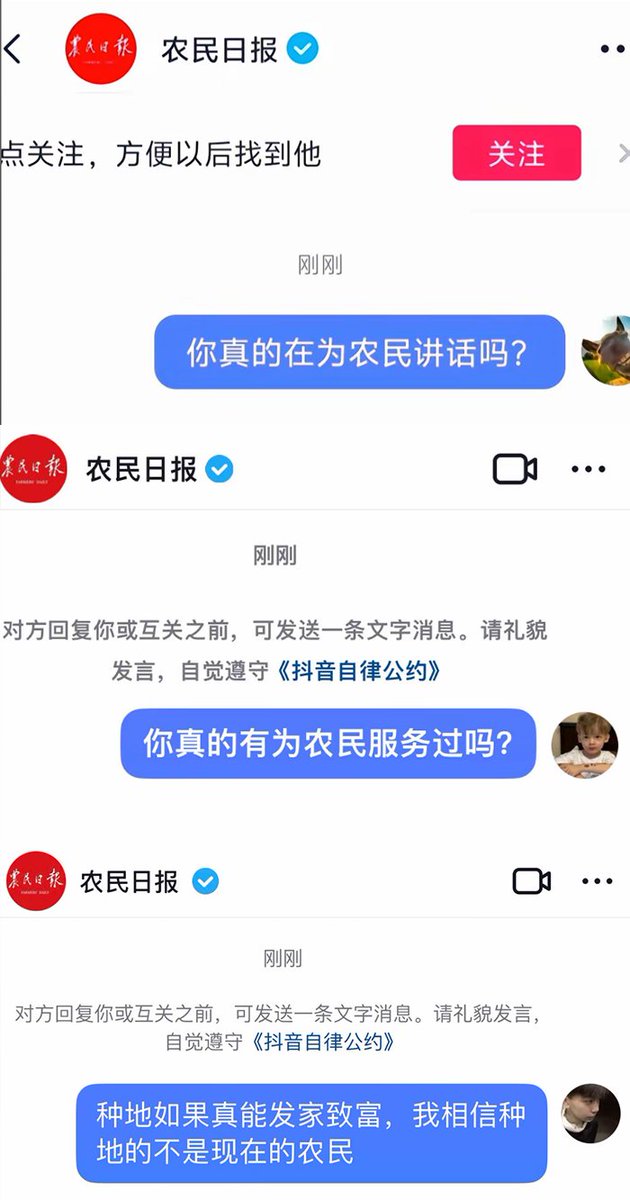 农民日报
农民日报
点关注，方便以后找到他
关注
刚刚
你真的在为农民讲话吗？
农民日报
FARMERS' DAILY
农民日报
刚刚
对方回复你或互关之前，可发送一条文字消息。请礼貌
发言，自觉遵守《抖音自律公约》
你真的有为农民服务过吗？
农民日报
FARMERS' DAILY
农民日报
刚刚
对方回复你或互关之前，可发送一条文字消息。请礼貌发言，
自觉遵守《抖音自律公约》
种地如果真能发家致富，我相信种
地的不是现在的农民